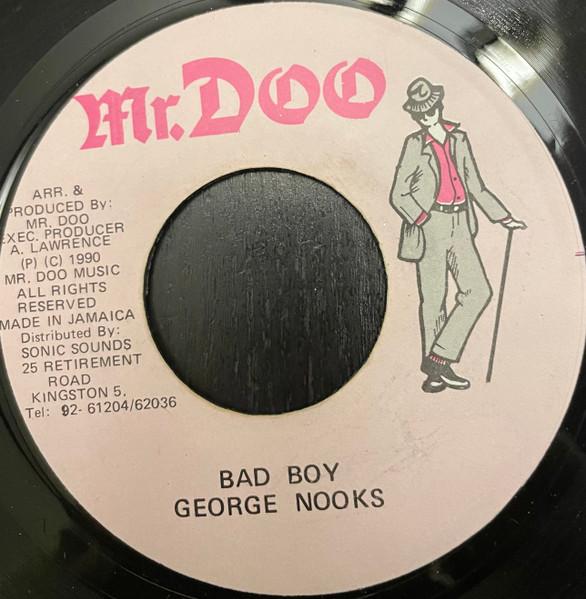 Mr. Doo
ARR. &
PRODUCED By:
MR. DOO
EXEC. PRODUCER
A. LAWRENCE
(P) (C) 1990
MR. DOO MUSIC
ALL RIGHTS
RESERVED
MADE IN JAMAICA
Distributed By:
SONIC SOUNDS
25 RETIREMENT
ROAD
KINGSTON 5,
Tel: 92-61204/62036
BAD BOY
GEORGE NOOKS